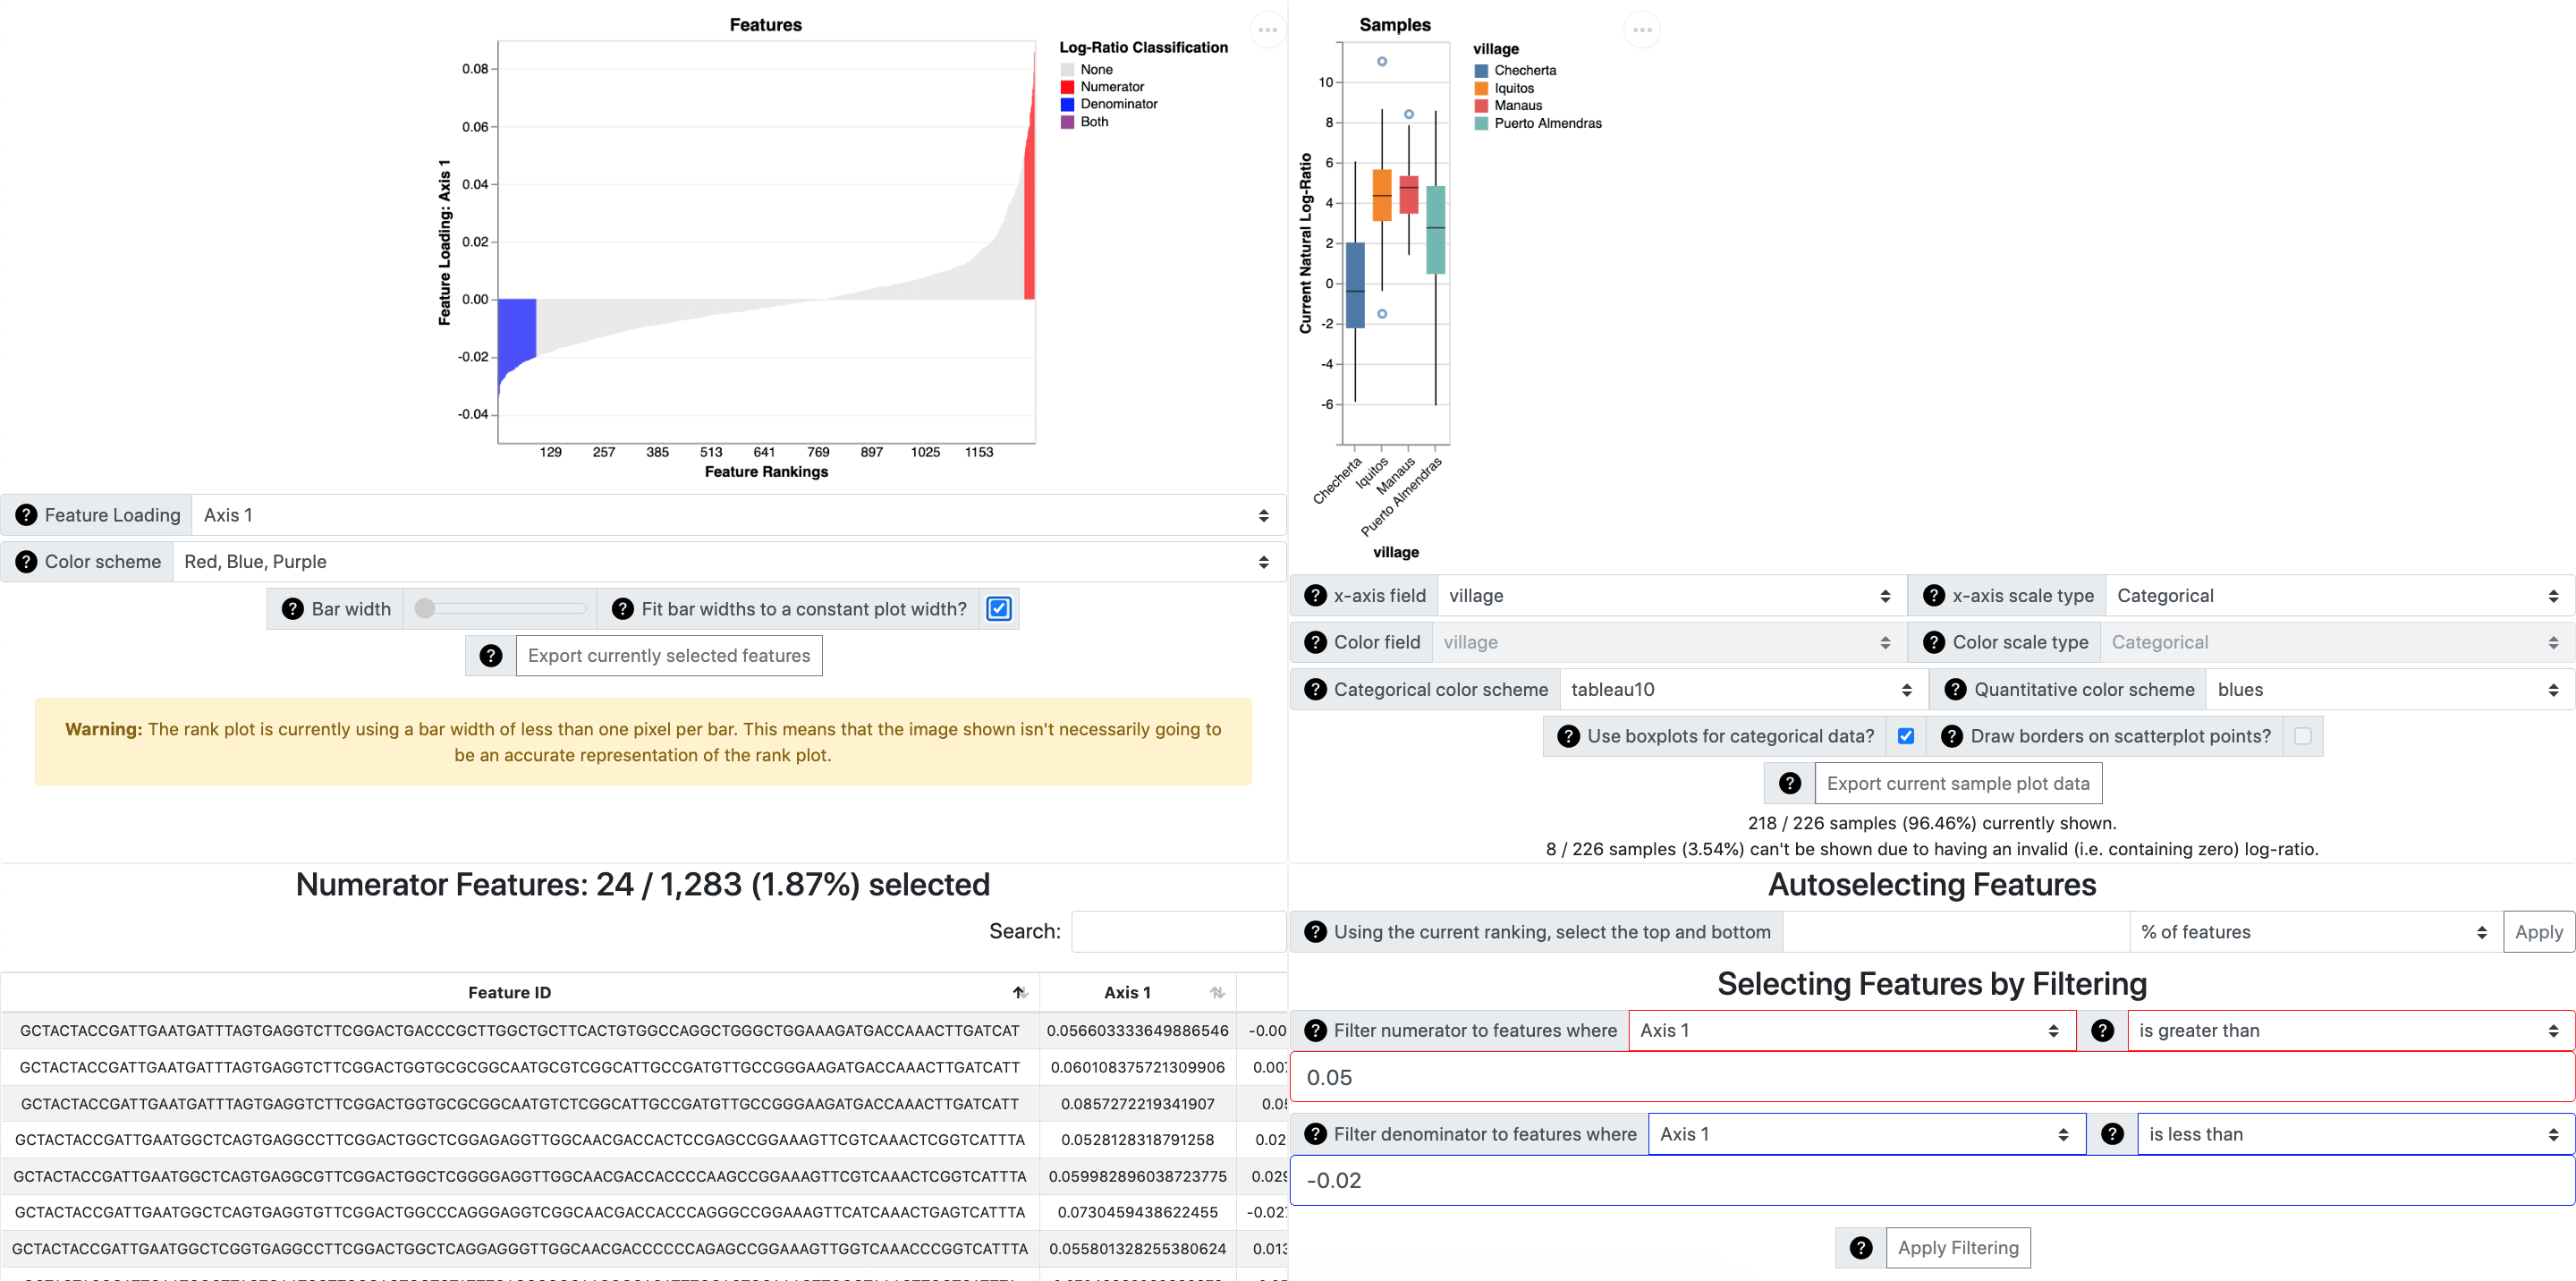 Features
0.08
0.06
0.04
0.02
0.00
-0.02
-0.04
Feature Loading: Axis 1
129 257 385 513 641 769 897 1025 1153
Feature Rankings
Log-Ratio Classification
None
Numerator
Denominator
Both
Samples
10
8
6
4
2
0
-2
-4
-6
Current Natural Log-Ratio
Checherta Iquitos Manaus Puerto Almendras
village
village
Checherta
Iquitos
Manaus
Puerto Almendras
? Feature Loading Axis 1
? Color scheme Red, Blue, Purple
? Bar width ? Fit bar widths to a constant plot width?
? Export currently selected features
Warning: The rank plot is currently using a bar width of less than one pixel per bar. This means that the image shown isn't necessarily going to
be an accurate representation of the rank plot.
? x-axis field village ? x-axis scale type Categorical
? Color field village ? Color scale type Categorical
? Categorical color scheme tableau10 ? Quantitative color scheme blues
? Use boxplots for categorical data? ? Draw borders on scatterplot points?
? Export current sample plot data
218 / 226 samples (96.46%) currently shown.
8 / 226 samples (3.54%) can't be shown due to having an invalid (i.e. containing zero) log-ratio.
Numerator Features: 24 / 1,283 (1.87%) selected
Search:
Feature ID Axis 1
GCTACTACCGATTGAATGATTTAGTGAGGTCTTCGGACTGACCCGCTTGGCTGCTTCACTGTGGCCAGGCTGGGCTGGAAAGATGACCAAACTTGATCAT 0.056603333649886546 -0.00
GCTACTACCGATTGAATGATTTAGTGAGGTCTTCGGACTGGTGCGCGGCAATGCGTCGGCATTGCCGATGTTGCCGGGAAGATGACCAAACTTGATCATT 0.060108375721309906 0.007
GCTACTACCGATTGAATGATTTAGTGAGGTCTTCGGACTGGTGCGCGGCAATGTCTCGGCATTGCCGATGTTGCCGGGAAGATGACCAAACTTGATCATT 0.0857272219341907 0.05
GCTACTACCGATTGAATGGCTCAGTGAGGCCTTCGGACTGGCTCGGAGAGGTTGGCAACGACCACTCCGAGCCGGAAAGTTCGTCAAACTCGGTCATTTA 0.0528128318791258 0.02
GCTACTACCGATTGAATGGCTCAGTGAGGCGTTCGGACTGGCTCGGGGAGGTTGGCAACGACCACCCCAAGCCGGAAAGTTCGTCAAACTCGGTCATTTA 0.059982896038723775 0.029
GCTACTACCGATTGAATGGCTCAGTGAGGTGTTCGGACTGGCCCAGGGAGGTCGGCAACGACCACCCAGGGCCGGAAAGTTCATCAAACTGAGTCATTTA 0.0730459438622455 -0.027
GCTACTACCGATTGAATGGCTCGGTGAGGCCTTCGGACTGGCTCAGGAGGGTTGGCAACGACCCCCCAGAGCCGGAAAGTTGGTCAAACCCGGTCATTTA 0.055801328255380624 0.013
Autoselecting Features
? Using the current ranking, select the top and bottom % of features Apply
Selecting Features by Filtering
? Filter numerator to features where Axis 1 ? is greater than
0.05
? Filter denominator to features where Axis 1 ? is less than
-0.02
? Apply Filtering